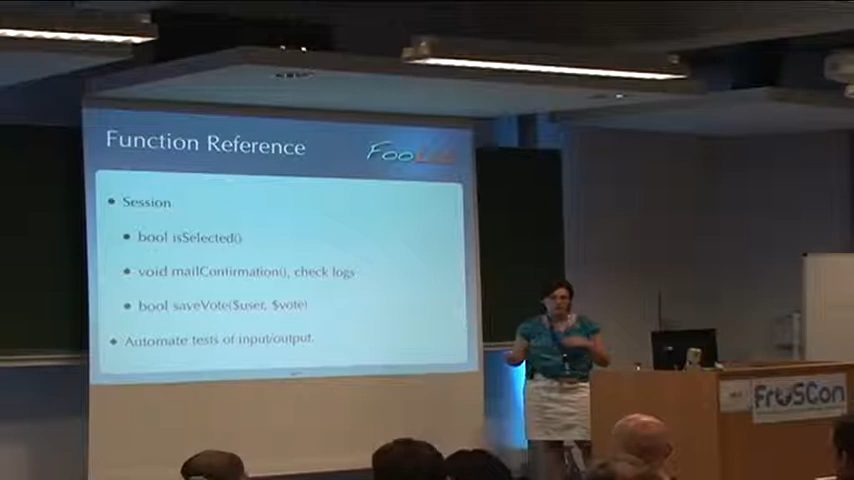 Function Reference
Foo
Session
bool isSelected()
void mailConfirmation(), check logs
bool saveVote($user, $vote)
Automate tests of input/output.
FrOSCon